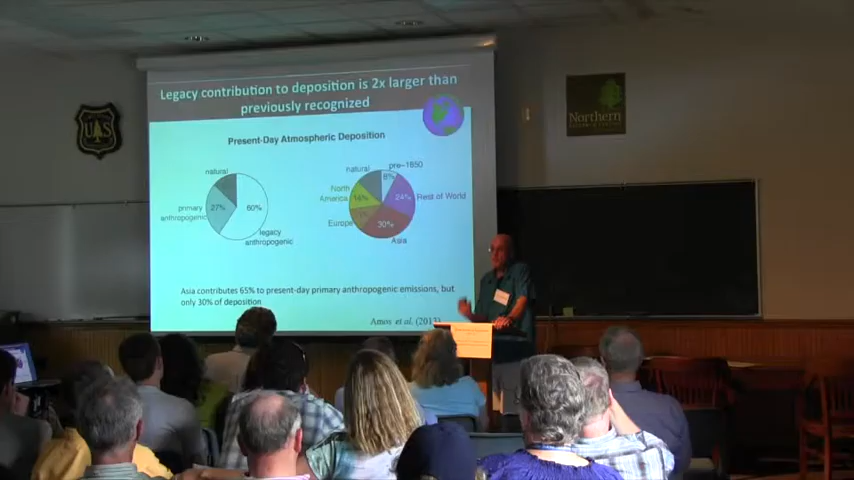 Legacy contribution to deposition is 2x larger than
previously recognized
Present-Day Atmospheric Deposition
natural
primary
anthropogenic
27%
60%
legacy
anthropogenic
natural
pre-1850
North
America
16%
8%
24%
Rest of World
Europe
30%
Asia
Asia contributes 65% to present-day primary anthropogenic emissions, but
only 30% of deposition
Amos et al. (2013)
UAS
Northern